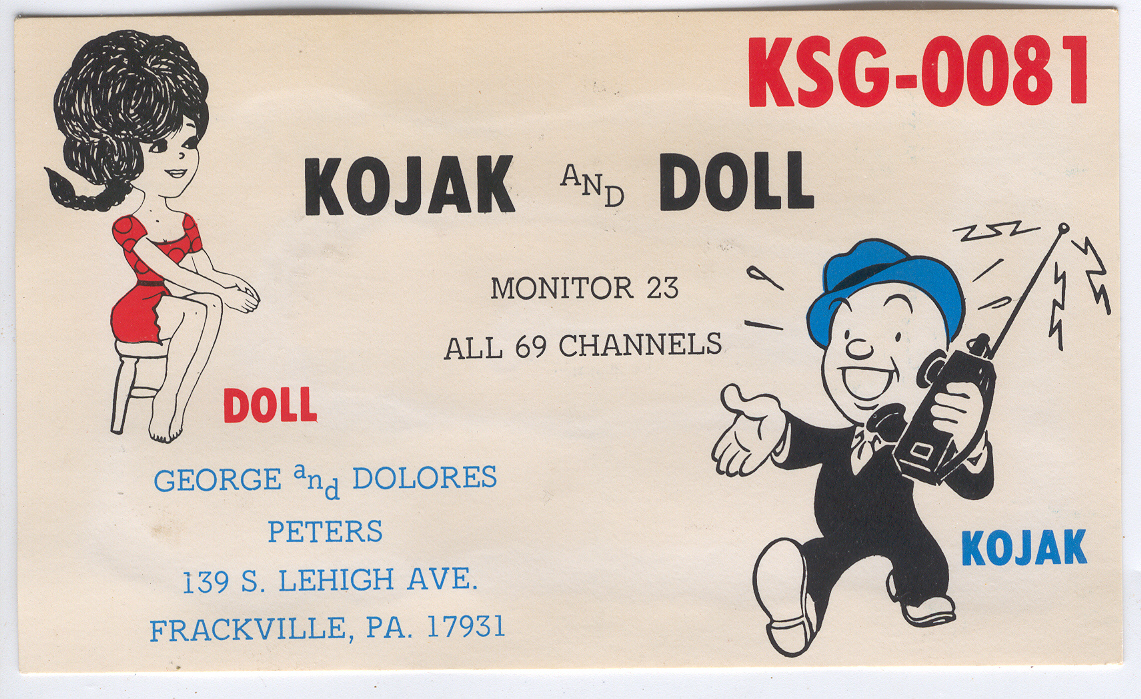 KSG-0081
KOJAK AND DOLL
MONITOR 23
ALL 69 CHANNELS
DOLL
GEORGE and DOLORES
PETERS
139 S. LEHIGH AVE.
FRACKVILLE, PA. 17931
KOJAK